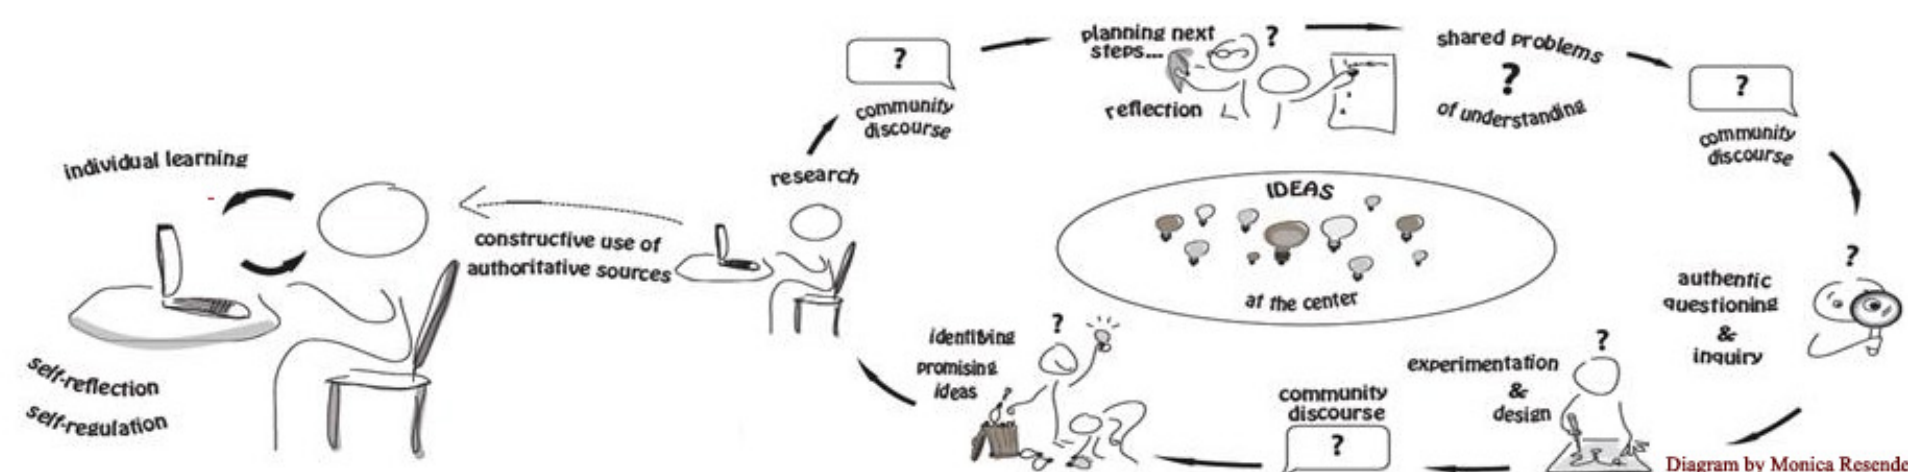 individual learning
self-reflection
self-regulation
constructive use of
authoritative sources
research
?
community
discourse
planning next
steps...
?
reflection
shared problems
?
of understanding
?
community
discourse
?
authentic
questioning
&
inquiry
?
experimentation
&
design
community
discourse
?
?
identifying
promising
ideas
IDEAS
at the center
Diagram by Monica Resende